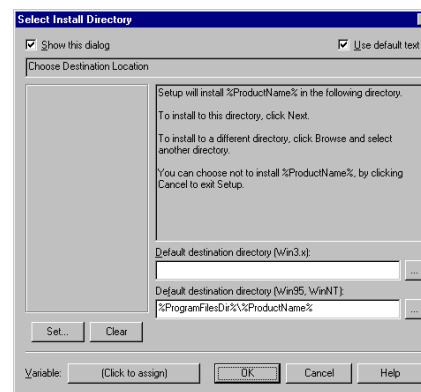 Select Install Directory
Show this dialog
Use default text
Choose Destination Location
Setup will install %ProductName% in the following directory.
To install to this directory, click Next.
To install to a different directory, click Browse and select
another directory.
You can choose not to install %ProductName%, by clicking
Cancel to exit Setup.
Default destination directory (Win3.x):
...
Default destination directory (Win95, WinNT):
%ProgramFilesDir%\%ProductName%
...
Set... Clear
Variable: (Click to assign) OK Cancel Help